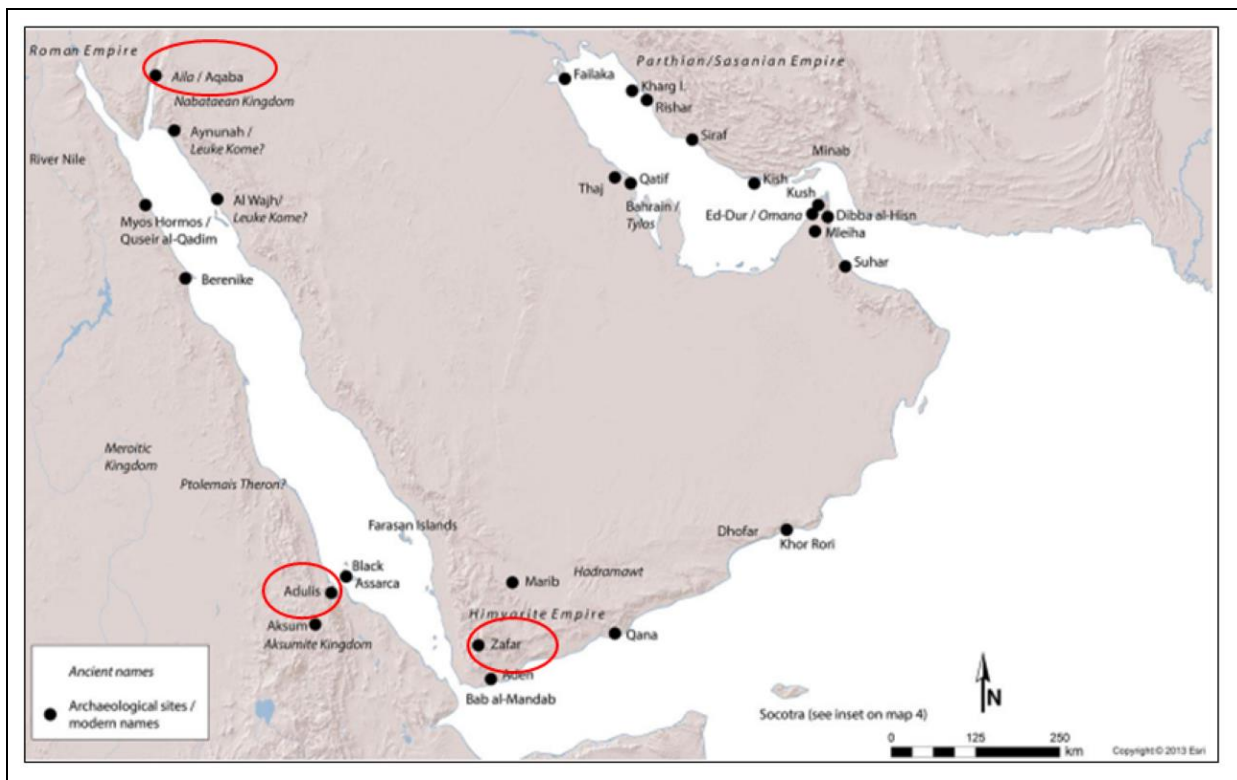 Roman Empire
Aila / Aqaba
Nabataean Kingdom
Aynunah /
Leuke Kome?
River Nile
Al Wajh/
Leuke Kome?
Myos Hormos /
Quseir al-Qadim
Berenike
Failaka
Parthian/Sasanian Empire
Kharg I.
Rishar
Siraf
Minab
Thaj
Qatif
Kish
Kush
Bahrain /
Tylos
Ed-Dur / Omana
Dibba al-Hisn
Mleiha
Suhar
Meroitic
Kingdom
Ptolemais Theron?
Farasan Islands
Dhofar
Khor Rori
Black
Assarca
Adulis
Marib
Hadramawt
Himyarite Empire
Aksum
Aksumite Kingdom
Zafar
Qana
Aden
Bab al-Mandab
Ancient names
Archaeological sites /
modern names
Socotra (see inset on map 4)
N
0 125 250
km
Copyright © 2013 Esri